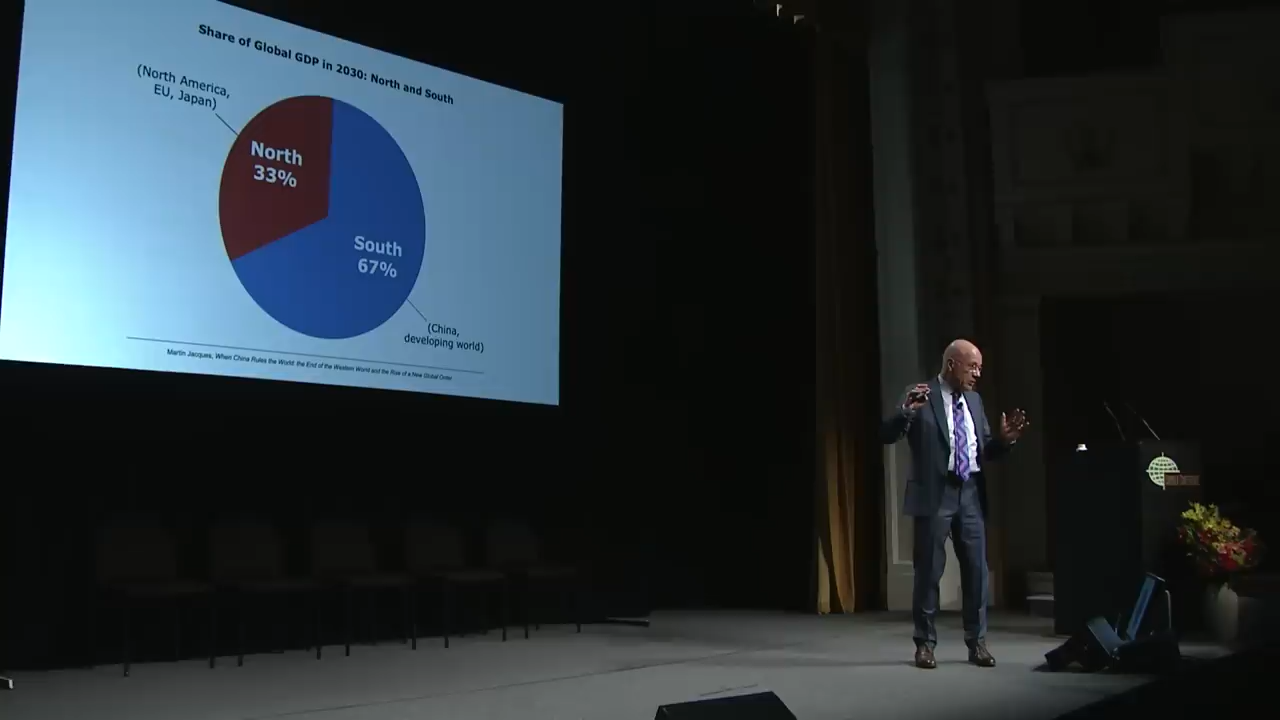 Share of Global GDP in 2030: North and South
(North America,
EU, Japan)
North
33%
South
67%
(China,
developing world)
Martin Jacques, When China Rules the World: the End of the Western World and the Rise of a New Global Order